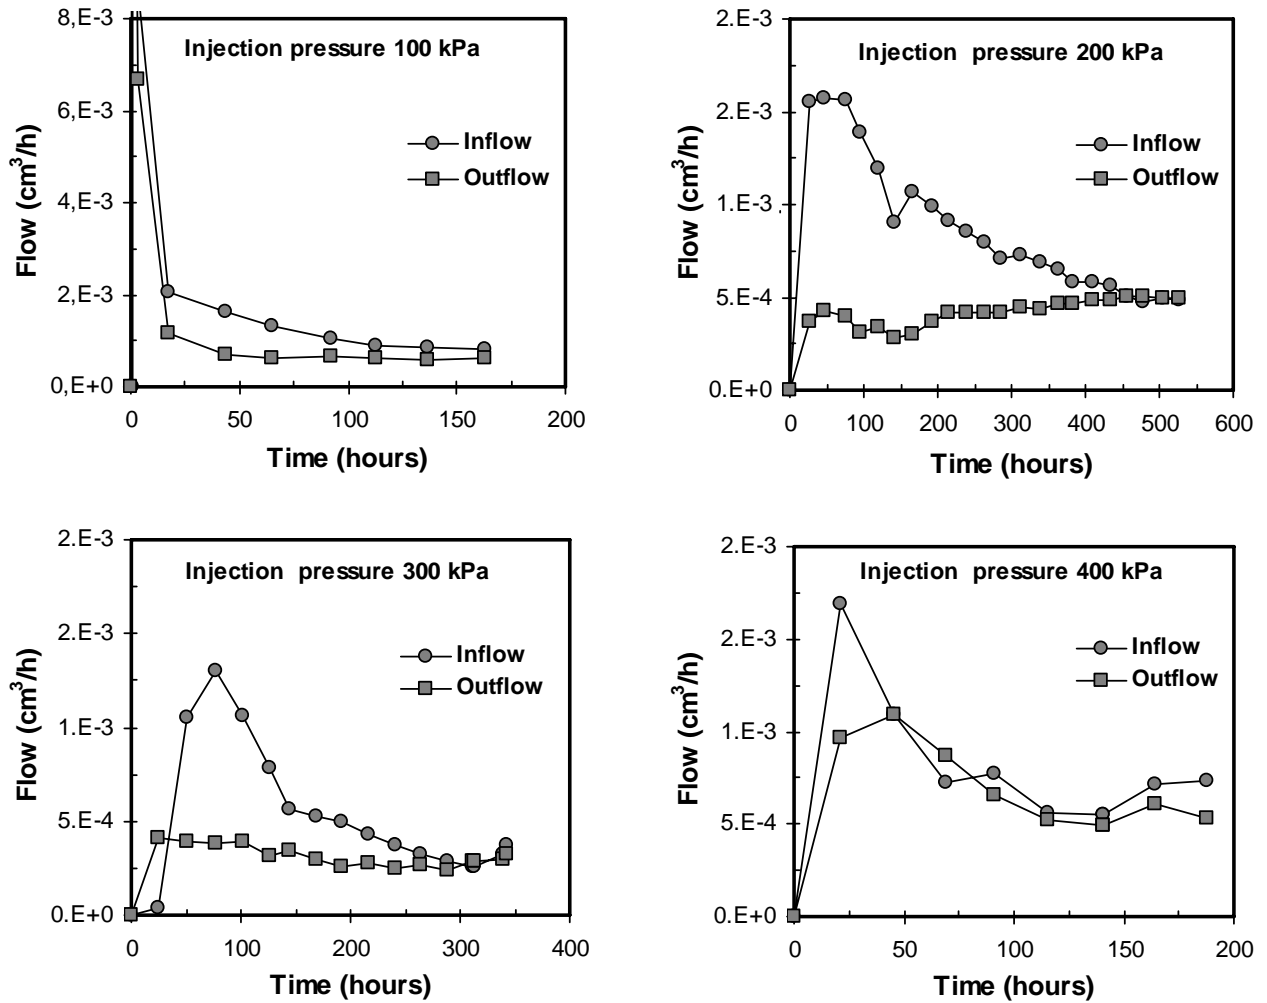 Injection pressure 100 kPa
8,E-3
6,E-3
4,E-3
2,E-3
0,E+0
Flow (cm³/h)
Inflow
Outflow
0 50 100 150 200
Time (hours)
Injection pressure 200 kPa
2.E-3
2.E-3
1.E-3
5.E-4
0.E+0
Flow (cm³/h)
Inflow
Outflow
0 100 200 300 400 500 600
Time (hours)
Injection pressure 300 kPa
2.E-3
2.E-3
1.E-3
5.E-4
0.E+0
Flow (cm³/h)
Inflow
Outflow
0 100 200 300 400
Time (hours)
Injection pressure 400 kPa
2.E-3
2.E-3
1.E-3
5.E-4
0.E+0
Flow (cm³/h)
Inflow
Outflow
0 50 100 150 200
Time (hours)